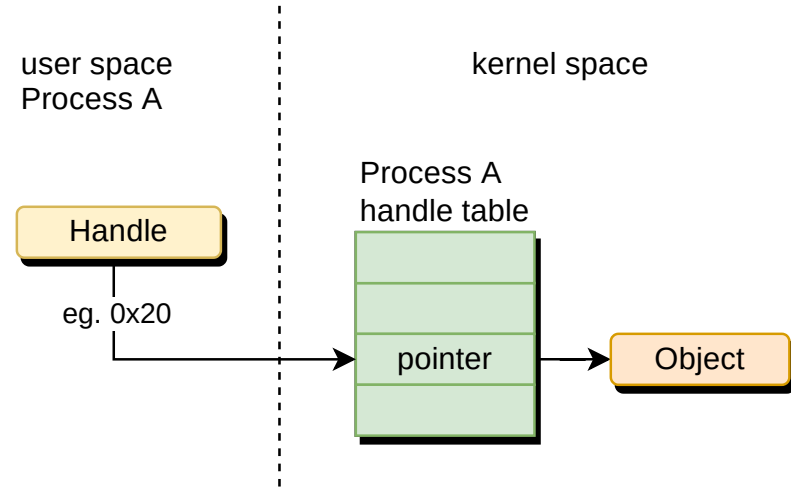 user space
Process A
kernel space
Process A
handle table
Handle
eg. 0x20
pointer
Object